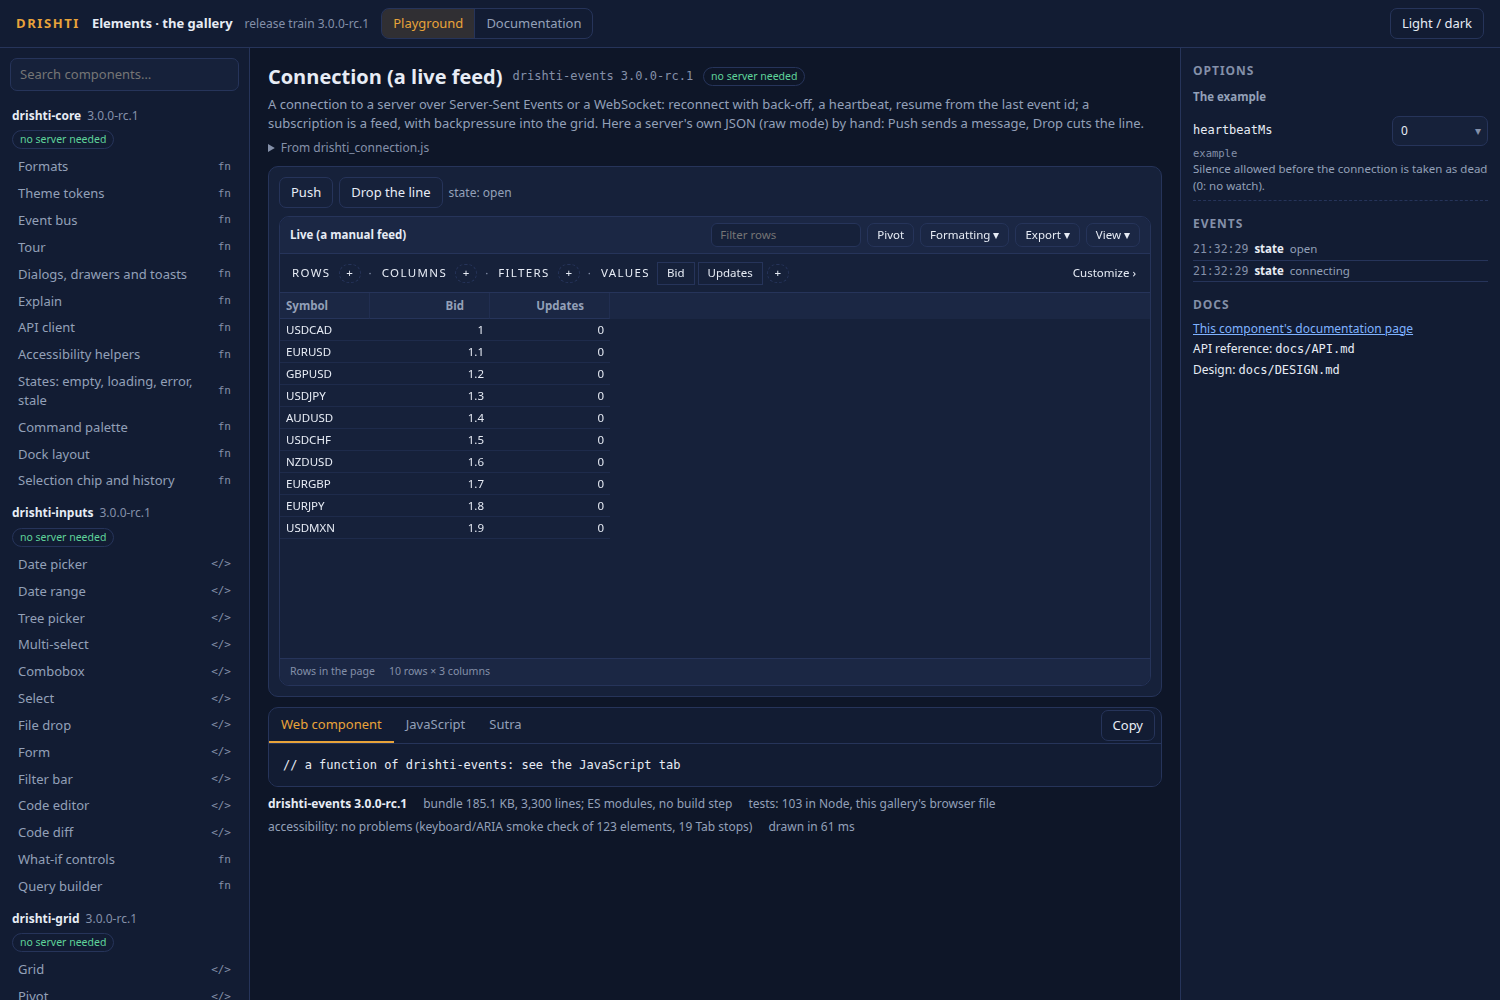 DRISHTI Elements · the gallery release train 3.0.0-rc.1 Playground Documentation Light / dark
Search components...
drishti-core 3.0.0-rc.1
no server needed
Formats fn
Theme tokens fn
Event bus fn
Tour fn
Dialogs, drawers and toasts fn
Explain fn
API client fn
Accessibility helpers fn
States: empty, loading, error, stale fn
Command palette fn
Dock layout fn
Selection chip and history fn
drishti-inputs 3.0.0-rc.1
no server needed
Date picker </>
Date range </>
Tree picker </>
Multi-select </>
Combobox </>
Select </>
File drop </>
Form </>
Filter bar </>
Code editor </>
Code diff </>
What-if controls fn
Query builder fn
drishti-grid 3.0.0-rc.1
no server needed
Grid </>
Pivot </>
Connection (a live feed) drishti-events 3.0.0-rc.1 no server needed
A connection to a server over Server-Sent Events or a WebSocket: reconnect with back-off, a heartbeat, resume from the last event id; a
subscription is a feed, with backpressure into the grid. Here a server's own JSON (raw mode) by hand: Push sends a message, Drop cuts the line.
▶ From drishti_connection.js
Push Drop the line state: open
Live (a manual feed) Filter rows Pivot Formatting ▾ Export ▾ View ▾
ROWS + · COLUMNS + · FILTERS + · VALUES Bid Updates + Customize ›
Symbol Bid Updates
USDCAD 1 0
EURUSD 1.1 0
GBPUSD 1.2 0
USDJPY 1.3 0
AUDUSD 1.4 0
USDCHF 1.5 0
NZDUSD 1.6 0
EURGBP 1.7 0
EURJPY 1.8 0
USDMXN 1.9 0
Rows in the page 10 rows × 3 columns
Web component JavaScript Sutra Copy
// a function of drishti-events: see the JavaScript tab
drishti-events 3.0.0-rc.1 bundle 185.1 KB, 3,300 lines; ES modules, no build step tests: 103 in Node, this gallery's browser file
accessibility: no problems (keyboard/ARIA smoke check of 123 elements, 19 Tab stops) drawn in 61 ms
OPTIONS
The example
heartbeatMs 0 ▾
example
Silence allowed before the connection is taken as dead
(0: no watch).
EVENTS
21:32:29 state open
21:32:29 state connecting
DOCS
This component's documentation page
API reference: docs/API.md
Design: docs/DESIGN.md